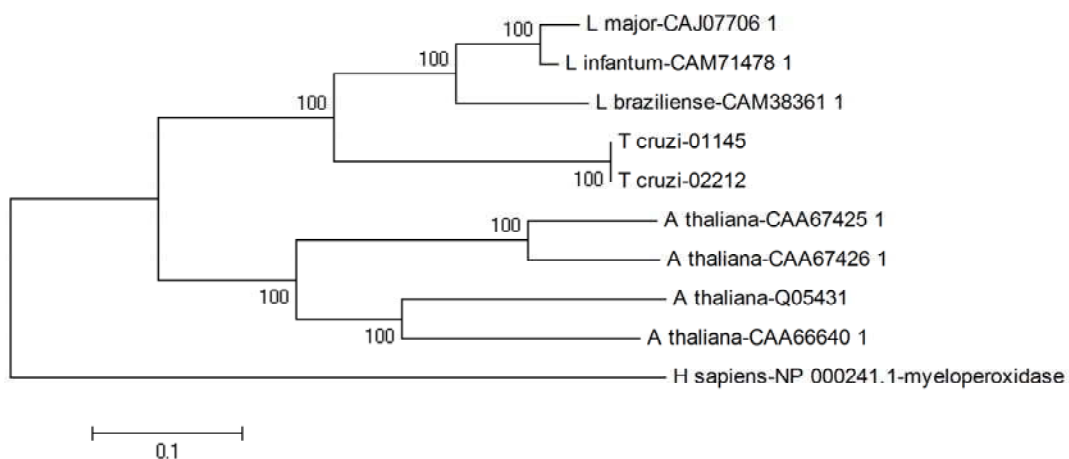 100
L major-CAJ07706 1
100
L infantum-CAM71478 1
100
L braziliense-CAM38361 1
T cruzi-01145
100
T cruzi-02212
100
A thaliana-CAA67425 1
A thaliana-CAA67426 1
100
A thaliana-Q05431
100
A thaliana-CAA66640 1
H sapiens-NP 000241.1-myeloperoxidase
0.1